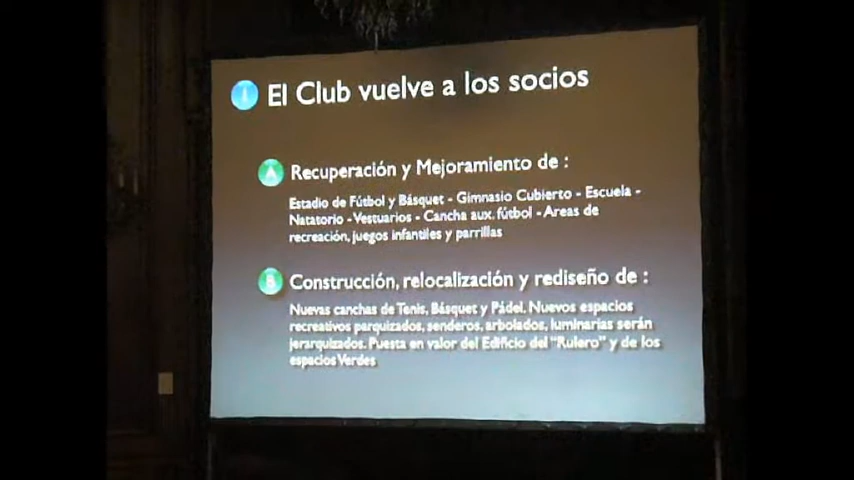 1 El Club vuelve a los socios
A Recuperación y Mejoramiento de :
Estadio de Fútbol y Básquet - Gimnasio Cubierto - Escuela -
Natatorio - Vestuarios - Cancha aux. fútbol - Areas de
recreación, juegos infantiles y parrillas
B Construcción, relocalización y rediseño de :
Nuevas canchas de Tenis, Básquet y Pádel. Nuevos espacios
recreativos parquizados, senderos, arbolados, luminarias serán
jerarquizados. Puesta en valor del Edificio del "Rulero" y de los
espacios Verdes